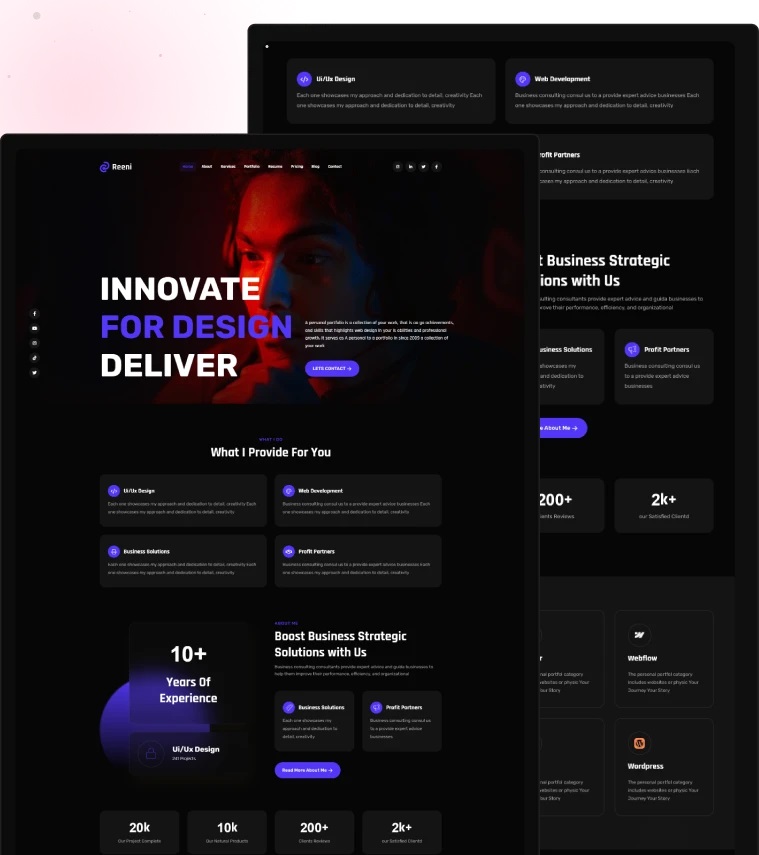 Reeni
Home About Services Portfolio Resume Pricing Blog Contact
INNOVATE
FOR DESIGN
DELIVER
A personal portfolio is a collection of your work, that is as go achievements,
and skills that highlights web design in your is abilities and professional
growth. It serves as A personal to a portfolio in since 2003 a collection of
your work
LETS CONTACT →
WHAT I DO
What I Provide For You
Ui/Ux Design
Each one showcases my approach and dedication to detail, creativity Each
one showcases my approach and dedication to detail, creativity.
Web Development
Business consulting consul us to a provide expert advice businesses Each
one showcases my approach and dedication to detail, creativity.
Business Solutions
Each one showcases my approach and dedication to detail, creativity Each
one showcases my approach and dedication to detail, creativity.
Profit Partners
Business consulting consul us to a provide expert advice businesses Each
one showcases my approach and dedication to detail, creativity.
10+
Years Of
Experience
Ui/Ux Design
241 Projects
ABOUT ME
Boost Business Strategic
Solutions with Us
Business consulting consultants provide expert advice and guide businesses to
help them improve their performance, efficiency, and organizational
Business Solutions
Each one showcases my
approach and dedication to
detail, creativity
Profit Partners
Business consulting consul us
to a provide expert advice
businesses
Read More About Me →
20k
Our Project Complete
10k
Our Natural Products
200+
Clients Reviews
2k+
our Satisfied Clientd
Ui/Ux Design
Each one showcases my approach and dedication to detail, creativity Each
one showcases my approach and dedication to detail, creativity
Web Development
Business consulting consul us to a provide expert advice businesses Each
one showcases my approach and dedication to detail, creativity
rofit Partners
consulting consul us to a provide expert advice businesses Each
cases my approach and dedication to detail, creativity.
t Business Strategic
ions with Us
ulting consultants provide expert advice and guide businesses to
rove their performance, efficiency, and organizational
usiness Solutions
showcases my
and dedication to
ativity
Profit Partners
Business consulting consul us
to a provide expert advice
businesses
e About Me →
200+
ients Reviews
2k+
our Satisfied Clientd
r
nal portfol category
websites or physic
our Story
Webflow
The personal portfol category
includes websites or physic Your
Journey Your Story
nal portfol category
websites or physic
our Story
Wordpress
The personal portfol category
includes websites or physic Your
Journey Your Story